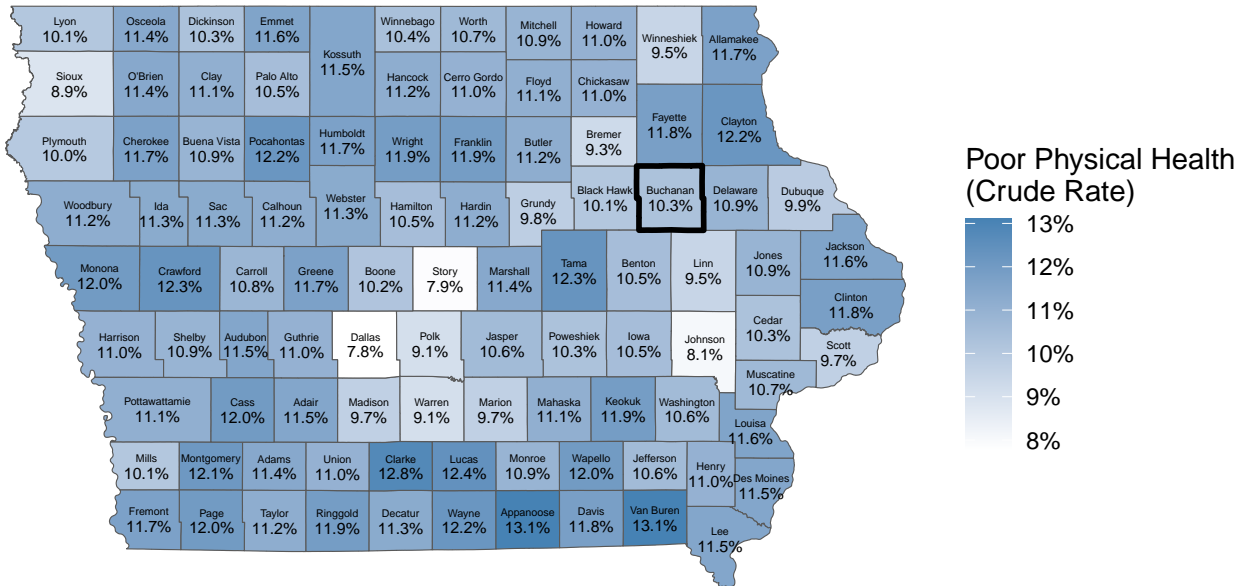 Lyon
10.1%
Osceola
11.4%
Dickinson
10.3%
Emmet
11.6%
Kossuth
11.5%
Winnebago
10.4%
Worth
10.7%
Mitchell
10.9%
Howard
11.0%
Winneshiek
9.5%
Allamakee
11.7%
Sioux
8.9%
O'Brien
11.4%
Clay
11.1%
Palo Alto
10.5%
Hancock
11.2%
Cerro Gordo
11.0%
Floyd
11.1%
Chickasaw
11.0%
Plymouth
10.0%
Cherokee
11.7%
Buena Vista
10.9%
Pocahontas
12.2%
Humboldt
11.7%
Wright
11.9%
Franklin
11.9%
Butler
11.2%
Bremer
9.3%
Fayette
11.8%
Clayton
12.2%
Woodbury
11.2%
Ida
11.3%
Sac
11.3%
Calhoun
11.2%
Webster
11.3%
Hamilton
10.5%
Hardin
11.2%
Grundy
9.8%
Black Hawk
10.1%
Buchanan
10.3%
Delaware
10.9%
Dubuque
9.9%
Monona
12.0%
Crawford
12.3%
Carroll
10.8%
Greene
11.7%
Boone
10.2%
Story
7.9%
Marshall
11.4%
Tama
12.3%
Benton
10.5%
Linn
9.5%
Jones
10.9%
Jackson
11.6%
Clinton
11.8%
Harrison
11.0%
Shelby
10.9%
Audubon
11.5%
Guthrie
11.0%
Dallas
7.8%
Polk
9.1%
Jasper
10.6%
Poweshiek
10.3%
Iowa
10.5%
Johnson
8.1%
Cedar
10.3%
Scott
9.7%
Muscatine
10.7%
Pottawattamie
11.1%
Cass
12.0%
Adair
11.5%
Madison
9.7%
Warren
9.1%
Marion
9.7%
Mahaska
11.1%
Keokuk
11.9%
Washington
10.6%
Louisa
11.6%
Mills
10.1%
Montgomery
12.1%
Adams
11.4%
Union
11.0%
Clarke
12.8%
Lucas
12.4%
Monroe
10.9%
Wapello
12.0%
Jefferson
10.6%
Henry
11.0%
Des Moines
11.5%
Fremont
11.7%
Page
12.0%
Taylor
11.2%
Ringgold
11.9%
Decatur
11.3%
Wayne
12.2%
Appanoose
13.1%
Davis
11.8%
Van Buren
13.1%
Lee
11.5%
Poor Physical Health
(Crude Rate)
13%
12%
11%
10%
9%
8%